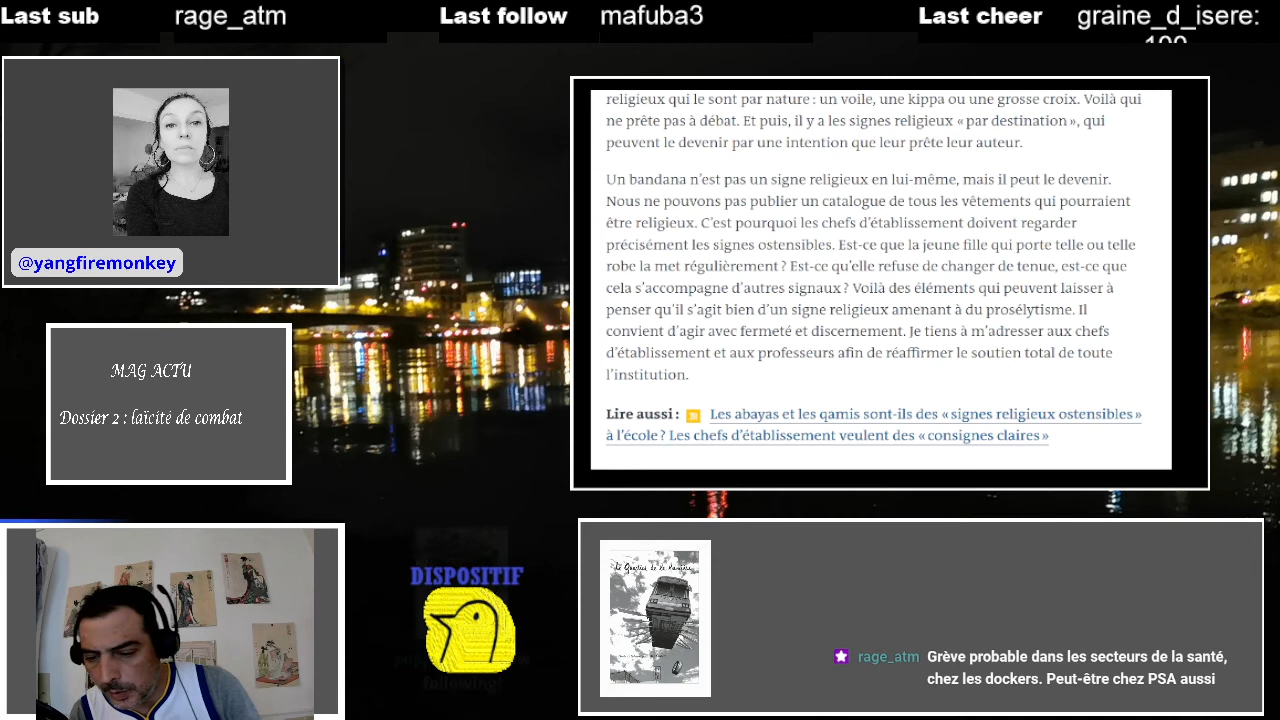 Last sub
rage_atm
Last follow
mafuba3
Last cheer
graine_d_isere:
100
@yangfiremonkey
MAG ACTU
Dossier 2 : laïcité de combat
religieux qui le sont par nature : un voile, une kippa ou une grosse croix. Voilà qui
ne prête pas à débat. Et puis, il y a les signes religieux « par destination », qui
peuvent le devenir par une intention que leur prête leur auteur.
Un bandana n’est pas un signe religieux en lui-même, mais il peut le devenir.
Nous ne pouvons pas publier un catalogue de tous les vêtements qui pourraient
être religieux. C’est pourquoi les chefs d’établissement doivent regarder
précisément les signes ostensibles. Est-ce que la jeune fille qui porte telle ou telle
robe la met régulièrement ? Est-ce qu’elle refuse de changer de tenue, est-ce que
cela s’accompagne d’autres signaux ? Voilà des éléments qui peuvent laisser à
penser qu’il s’agit bien d’un signe religieux amenant à du prosélytisme. Il
convient d’agir avec fermeté et discernement. Je tiens à m’adresser aux chefs
d’établissement et aux professeurs afin de réaffirmer le soutien total de toute
l’institution.
Lire aussi : Les abayas et les qamis sont-ils des « signes religieux ostensibles »
à l’école ? Les chefs d’établissement veulent des « consignes claires »
DISPOSITIF
following!
rage_atm Grève probable dans les secteurs de la santé,
chez les dockers. Peut-être chez PSA aussi